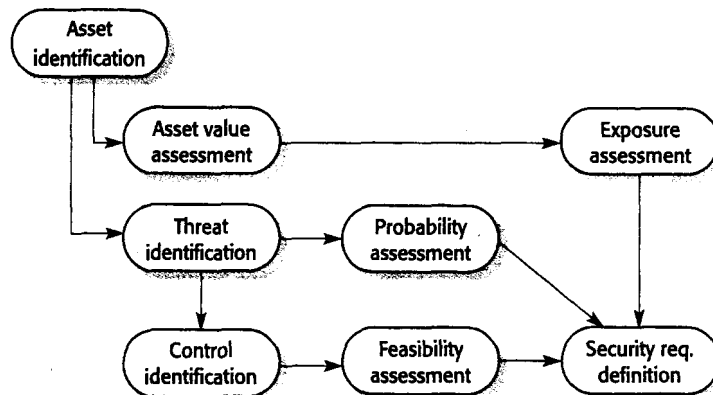 Asset
identification
Asset value
assessment
Exposure
assessment
Threat
identification
Probability
assessment
Control
identification
Feasibility
assessment
Security req.
definition